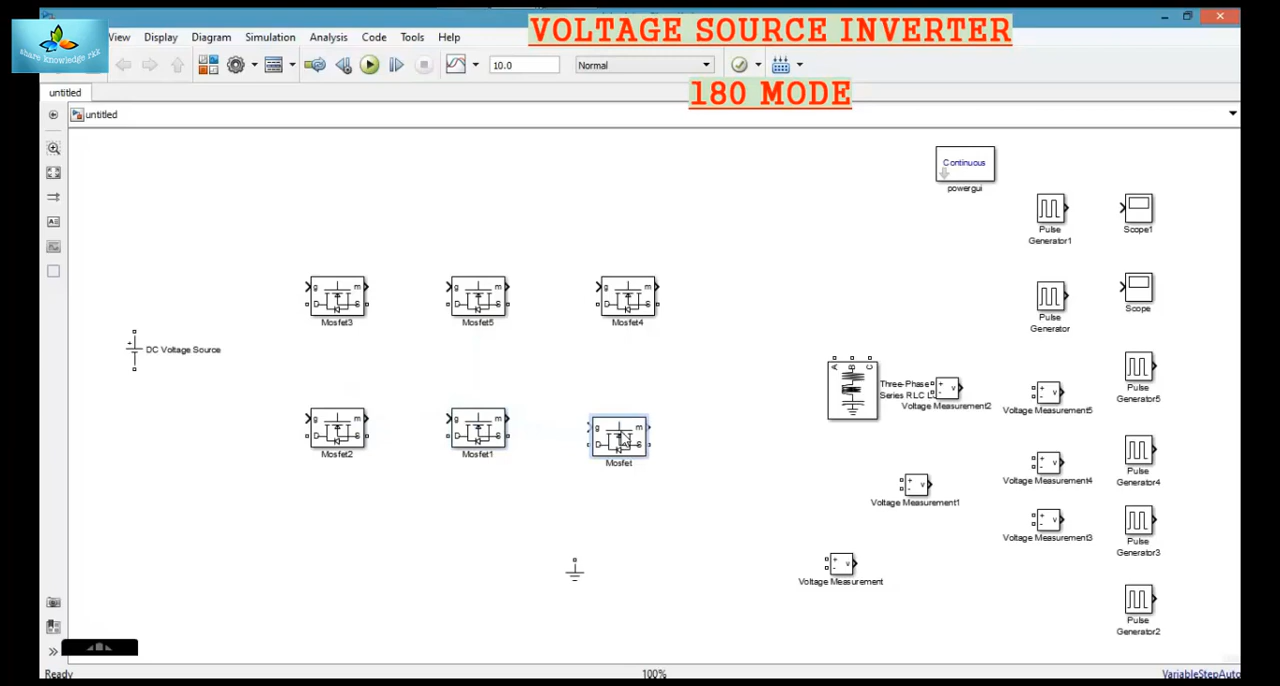 VOLTAGE SOURCE INVERTER
share knowledge rkk
View Display Diagram Simulation Analysis Code Tools Help
10.0 Normal
180 MODE
untitled
untitled
Continuous
powergui
Pulse
Generator1
Scope1
g m
D S
Mosfet3
g m
D S
Mosfet5
g m
D S
Mosfet4
Pulse
Generator
Scope
DC Voltage Source
A B C
Three-Phase
Series RLC L
+
-
v
Voltage Measurement2
+
-
v
Voltage Measurement5
Pulse
Generator5
g m
D S
Mosfet2
g m
D S
Mosfet1
g m
D S
Mosfet
+
-
v
Voltage Measurement4
Pulse
Generator4
+
-
v
Voltage Measurement1
+
-
v
Voltage Measurement3
Pulse
Generator3
+
-
v
Voltage Measurement
Pulse
Generator2
Ready 100% VariableStepAuto